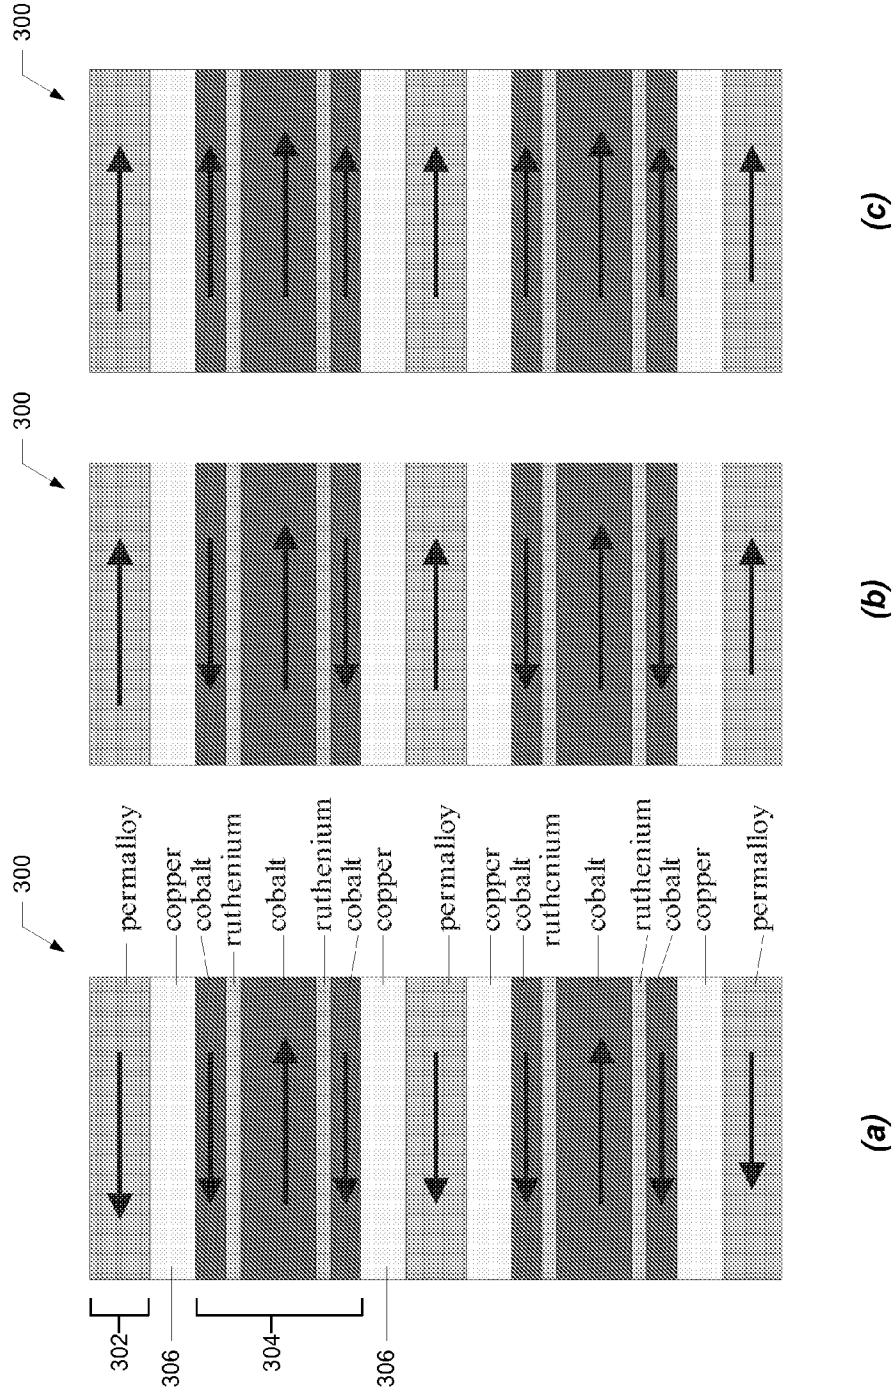 300
300
300
302
permalloy
306
copper
cobalt
ruthenium
304
cobalt
ruthenium
cobalt
306
copper
permalloy
copper
cobalt
ruthenium
cobalt
ruthenium
cobalt
copper
permalloy
(a)
(b)
(c)